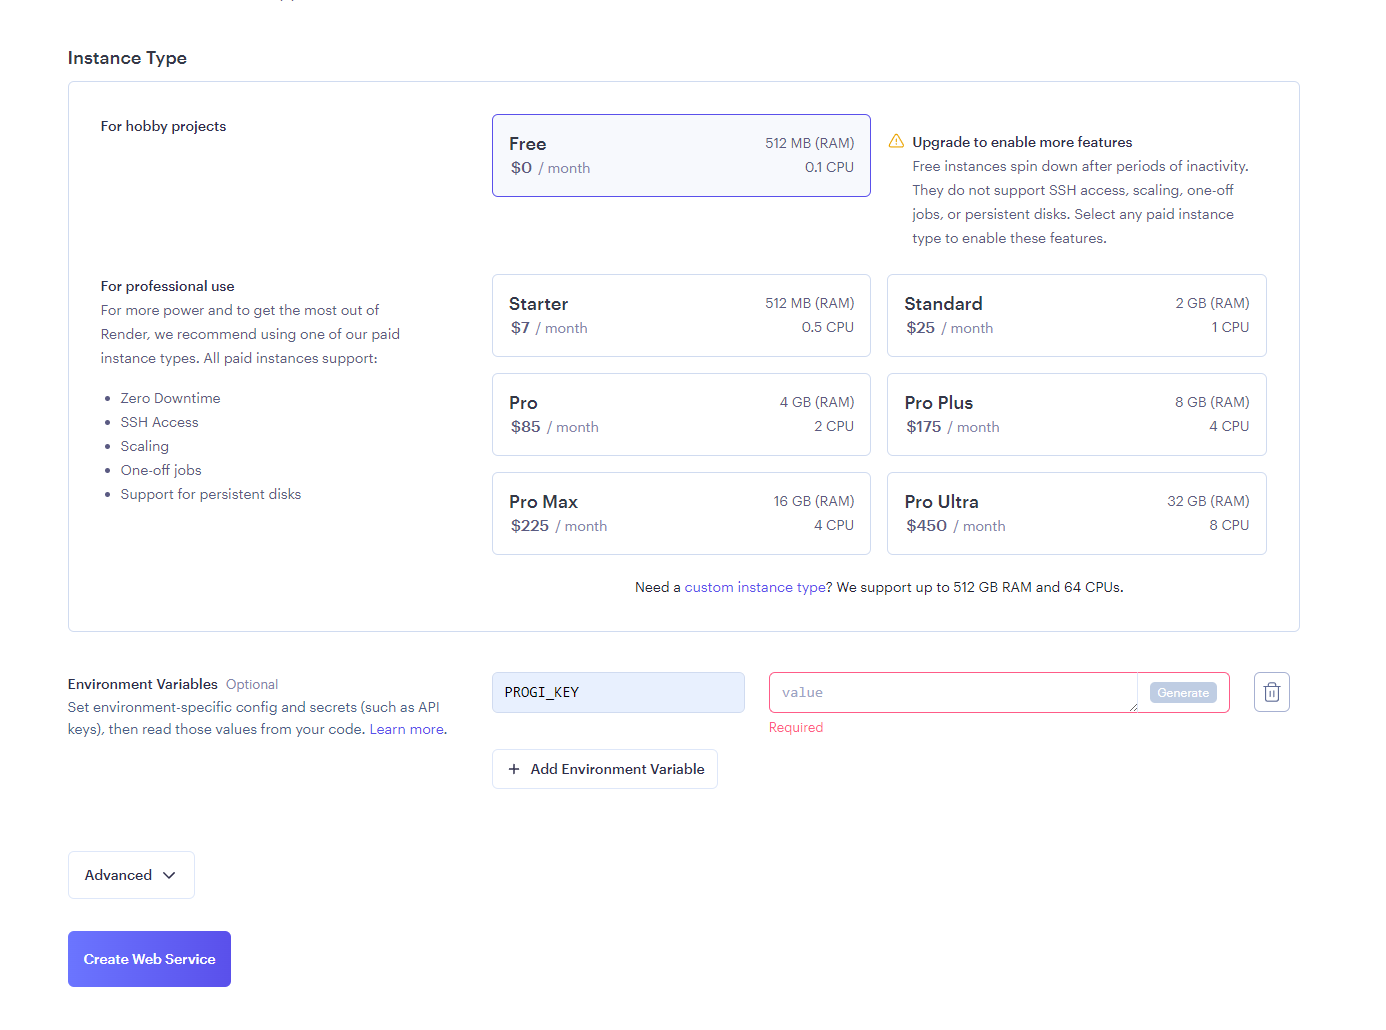 Instance Type
For hobby projects
Free
512 MB (RAM)
$0 / month
0.1 CPU
Upgrade to enable more features
Free instances spin down after periods of inactivity.
They do not support SSH access, scaling, one-off
jobs, or persistent disks. Select any paid instance
type to enable these features.
For professional use
For more power and to get the most out of
Render, we recommend using one of our paid
instance types. All paid instances support:
Zero Downtime
SSH Access
Scaling
One-off jobs
Support for persistent disks
Starter
512 MB (RAM)
$7 / month
0.5 CPU
Standard
2 GB (RAM)
$25 / month
1 CPU
Pro
4 GB (RAM)
$85 / month
2 CPU
Pro Plus
8 GB (RAM)
$175 / month
4 CPU
Pro Max
16 GB (RAM)
$225 / month
4 CPU
Pro Ultra
32 GB (RAM)
$450 / month
8 CPU
Need a custom instance type? We support up to 512 GB RAM and 64 CPUs.
Environment Variables Optional
Set environment-specific config and secrets (such as API
keys), then read those values from your code. Learn more.
PROGI_KEY
value
Generate
Required
+ Add Environment Variable
Advanced
Create Web Service